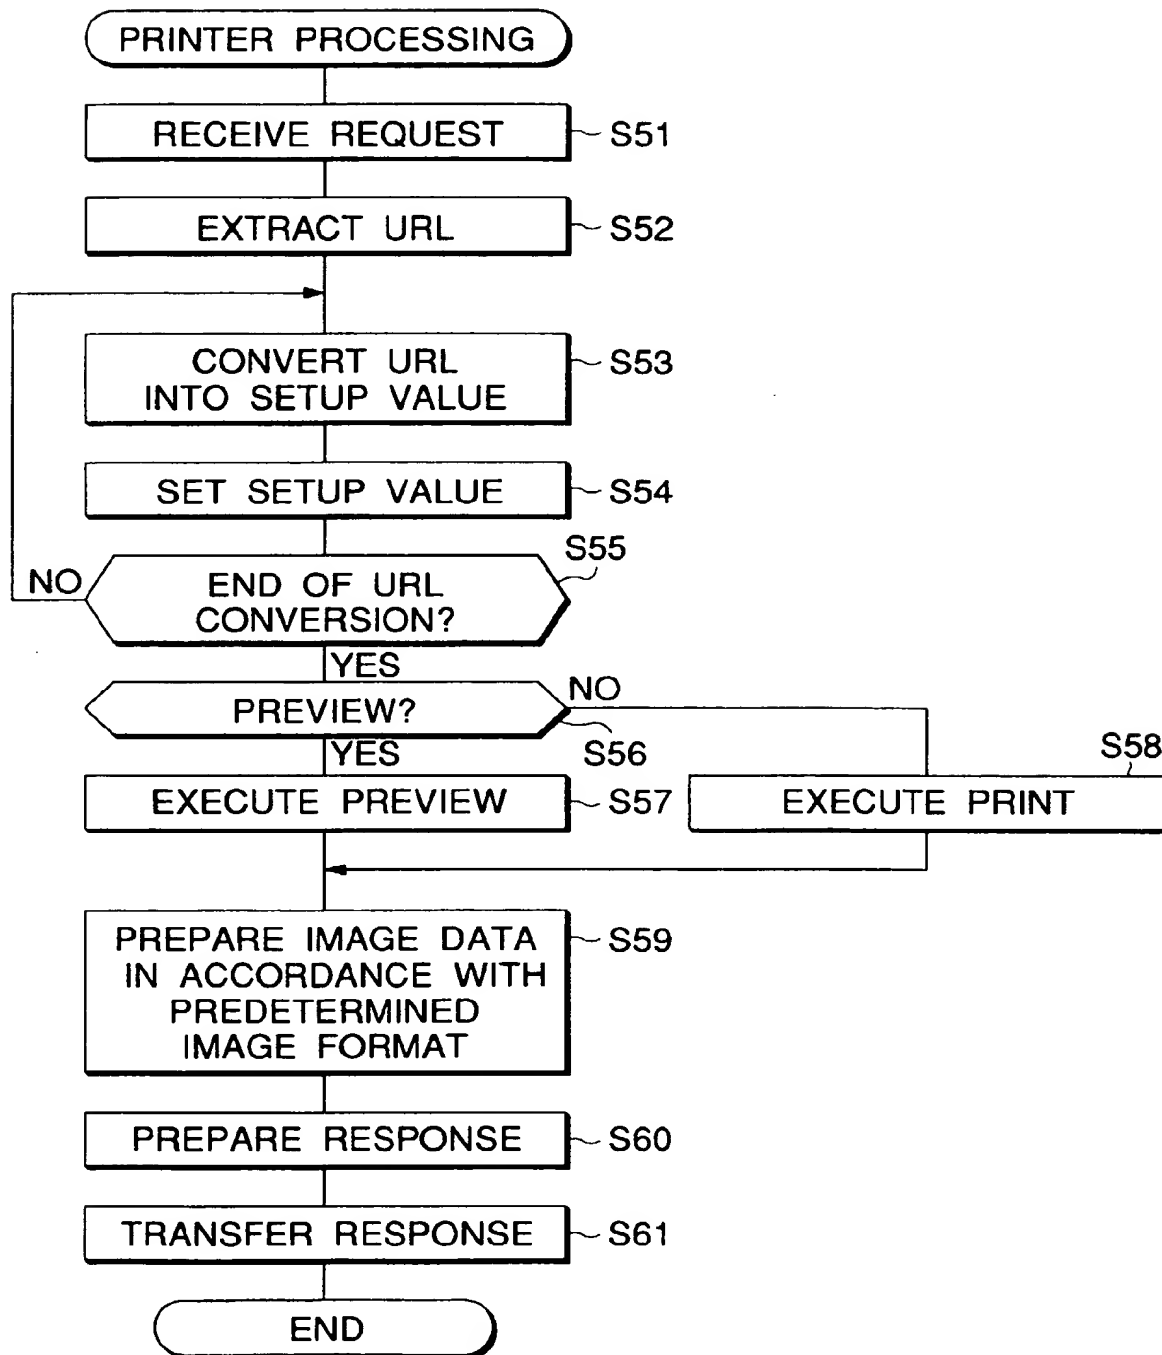 PRINTER PROCESSING
RECEIVE REQUEST
S51
EXTRACT URL
S52
CONVERT URL
INTO SETUP VALUE
S53
SET SETUP VALUE
S54
S55
NO
END OF URL
CONVERSION?
YES
PREVIEW?
NO
S56
YES
S58
EXECUTE PREVIEW
S57
EXECUTE PRINT
PREPARE IMAGE DATA
IN ACCORDANCE WITH
PREDETERMINED
IMAGE FORMAT
S59
PREPARE RESPONSE
S60
TRANSFER RESPONSE
S61
END